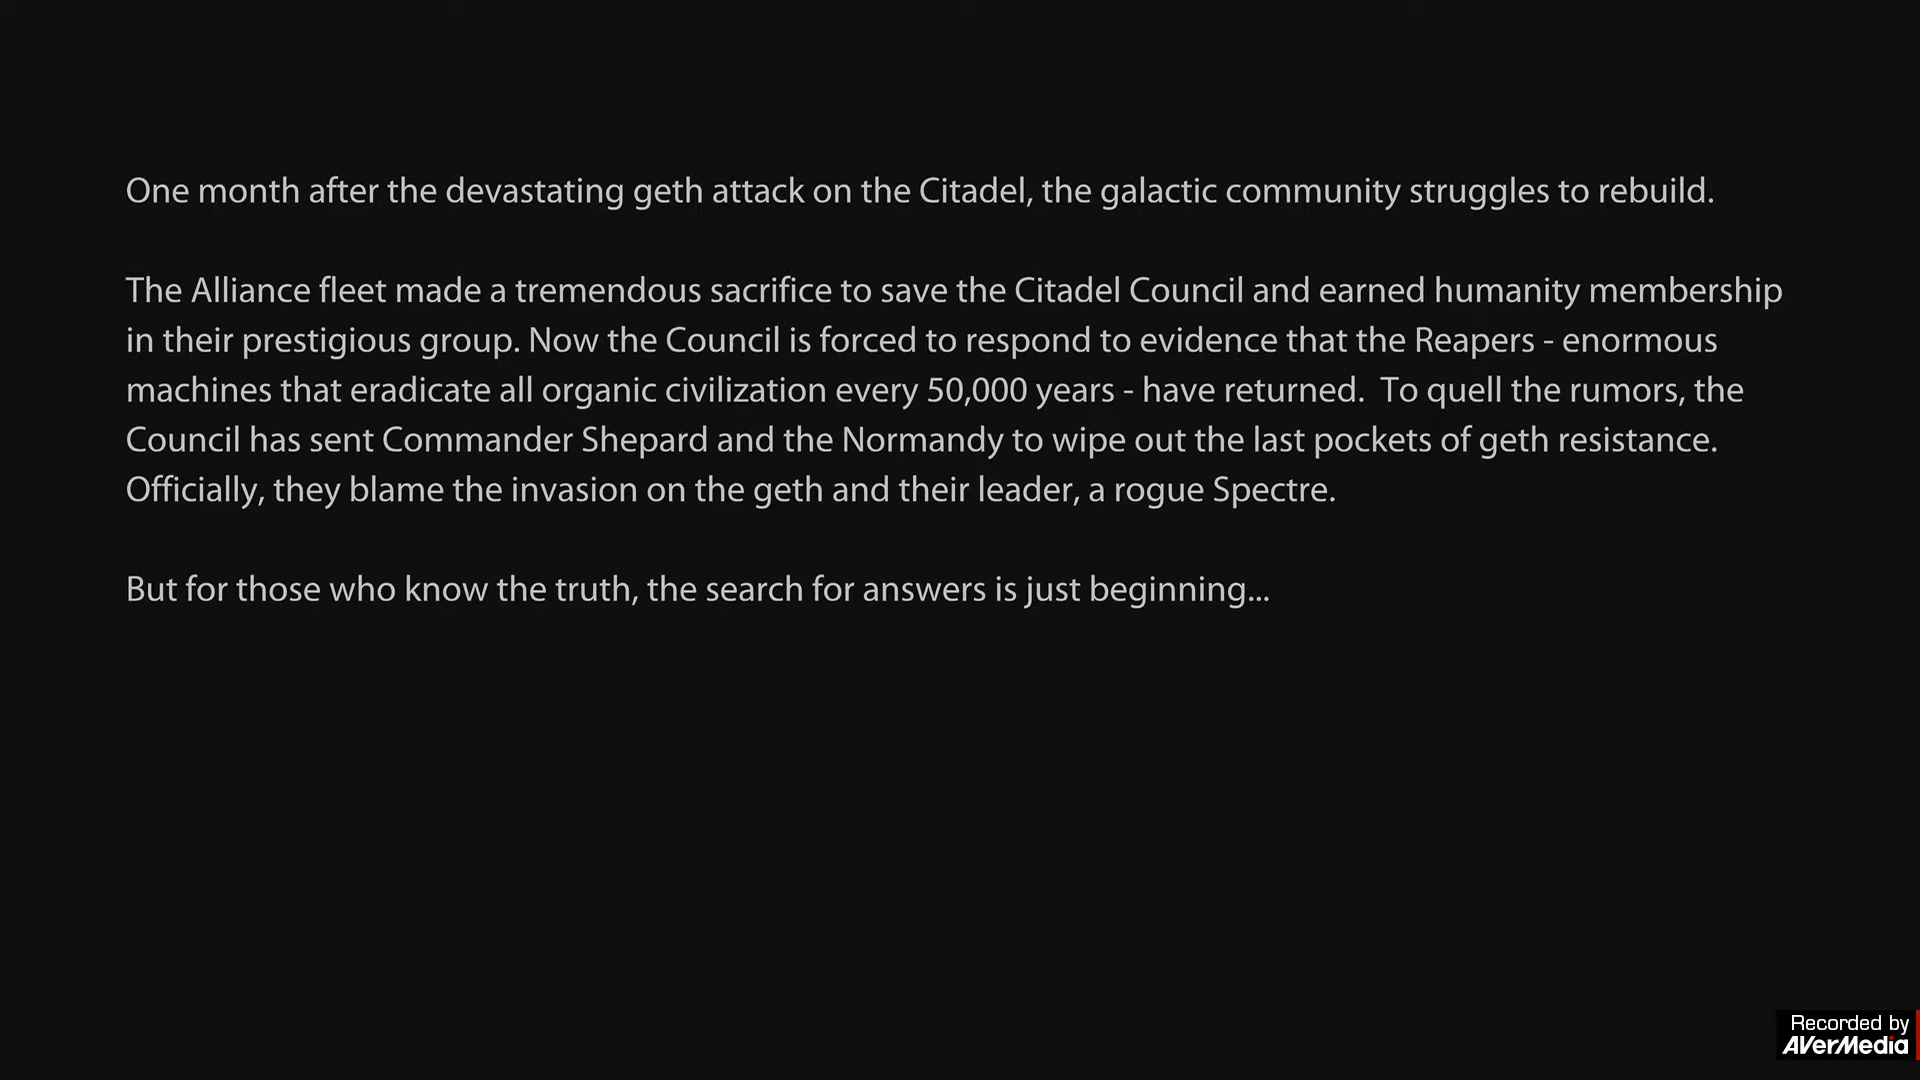 One month after the devastating geth attack on the Citadel, the galactic community struggles to rebuild.
The Alliance fleet made a tremendous sacrifice to save the Citadel Council and earned humanity membership
in their prestigious group. Now the Council is forced to respond to evidence that the Reapers - enormous
machines that eradicate all organic civilization every 50,000 years - have returned.  To quell the rumors, the
Council has sent Commander Shepard and the Normandy to wipe out the last pockets of geth resistance.
Officially, they blame the invasion on the geth and their leader, a rogue Spectre.
But for those who know the truth, the search for answers is just beginning...
Recorded by
AVerMedia